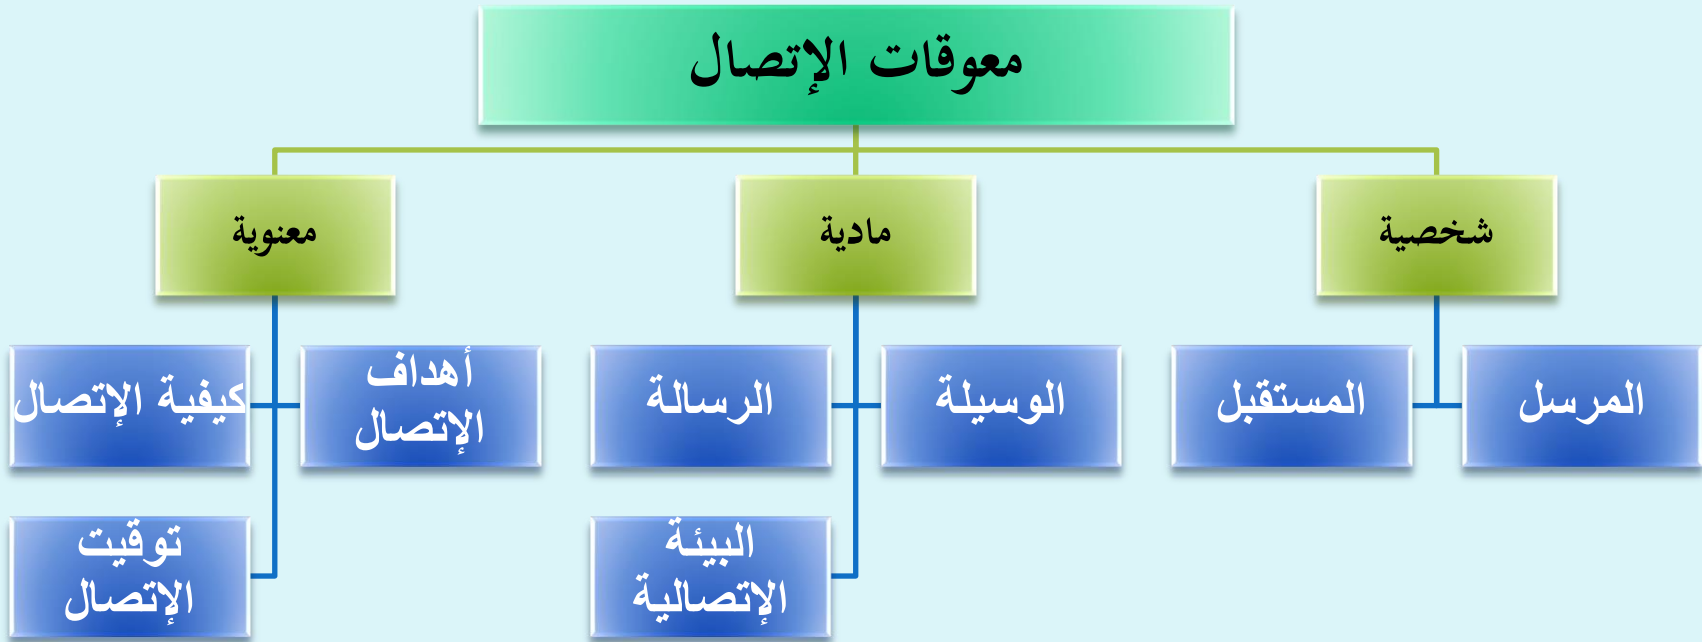 معوقات الإتصال
شخصية
مادية
معنوية
المرسل
المستقبل
الوسيلة
الرسالة
أهداف
الإتصال
كيفية الإتصال
البيئة
الإتصالية
توقيت
الإتصال